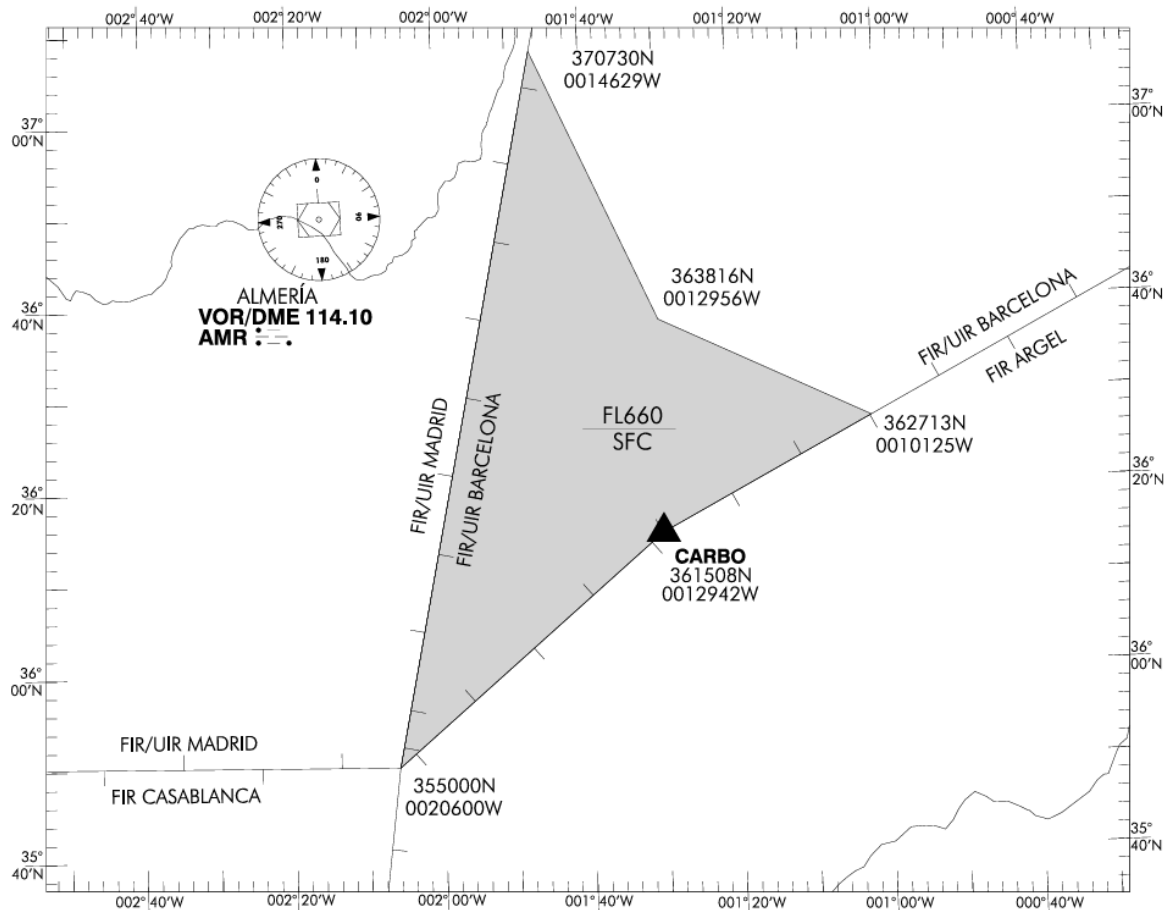 002°40'W
002°20'W
002°00'W
001°40'W
001°20'W
001°00'W
000°40'W
370730N
0014629W
37°
00'N
37°
00'N
0
90
180
270
ALMERÍA
VOR/DME 114.10
AMR
36°
40'N
36°
40'N
363816N
0012956W
FIR/UIR BARCELONA
FIR ARGEL
FL660
SFC
362713N
0010125W
FIR/UIR MADRID
FIR/UIR BARCELONA
36°
20'N
36°
20'N
CARBO
361508N
0012942W
36°
00'N
36°
00'N
FIR/UIR MADRID
FIR CASABLANCA
355000N
0020600W
35°
40'N
35°
40'N
002°40'W
002°20'W
002°00'W
001°40'W
001°20'W
001°00'W
000°40'W